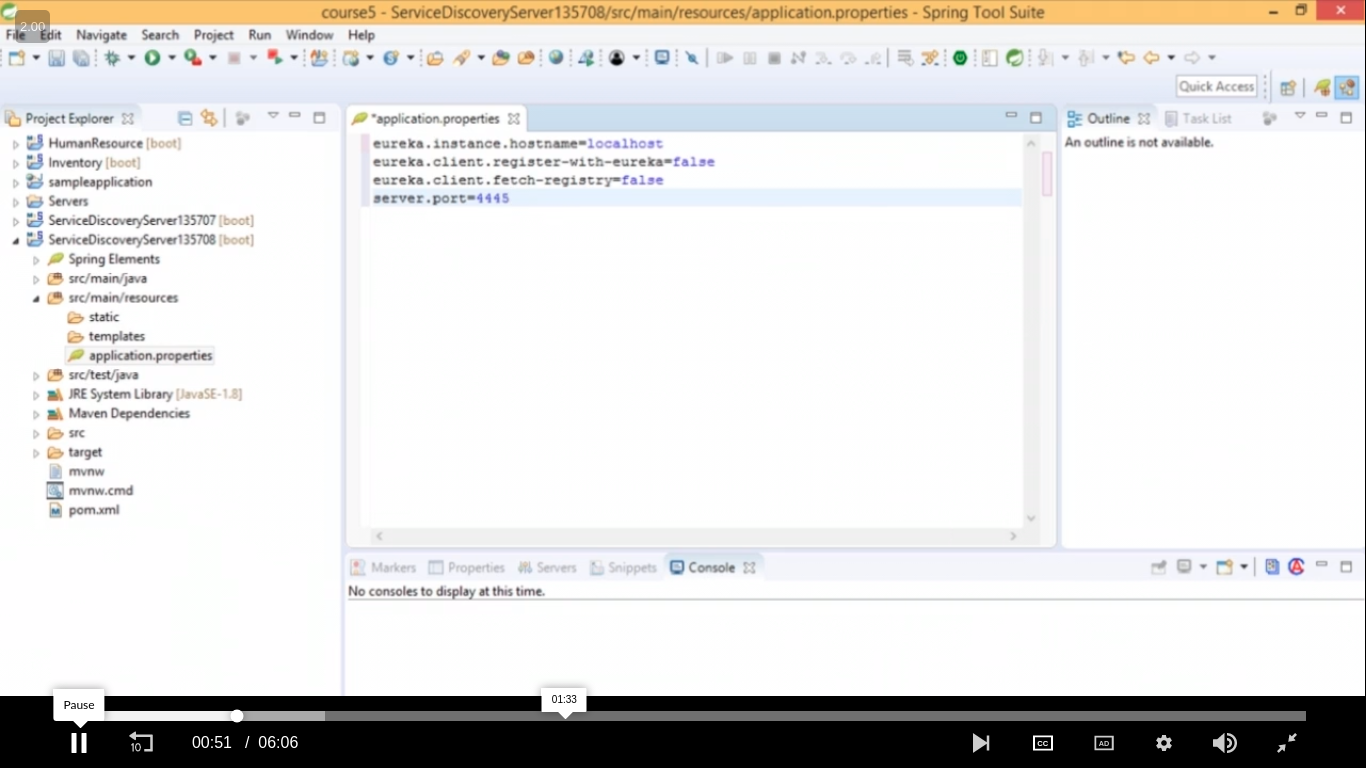 course5 - ServiceDiscoveryServer135708/src/main/resources/application.properties - Spring Tool Suite
2.00
File Edit Navigate Search Project Run Window Help
Quick Access
Project Explorer
HumanResource [boot]
Inventory [boot]
sampleapplication
Servers
ServiceDiscoveryServer135707 [boot]
ServiceDiscoveryServer135708 [boot]
Spring Elements
src/main/java
src/main/resources
static
templates
application.properties
src/test/java
JRE System Library [JavaSE-1.8]
Maven Dependencies
src
target
mvnw
mvnw.cmd
pom.xml
*application.properties
eureka.instance.hostname=localhost
eureka.client.register-with-eureka=false
eureka.client.fetch-registry=false
server.port=4445
Outline Task List
An outline is not available.
Markers Properties Servers Snippets Console
No consoles to display at this time.
Pause
01:33
10 00:51 / 06:06
CC AD